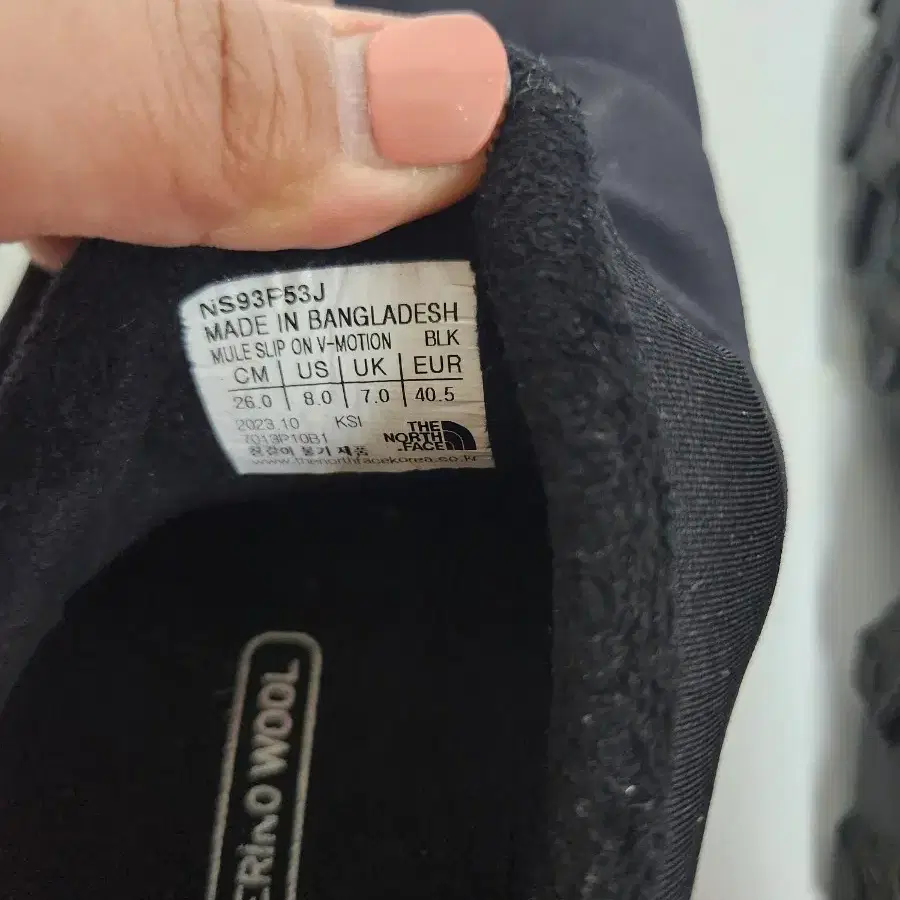 NS93P53J
MADE IN BANGLADESH
MULE SLIP ON V-MOTION BLK
CM US UK EUR
26.0 8.0 7.0 40.5
2023.10 KSI
7013P10B1
THE
NORTH
FACE
www.thenorthfacekorea.co.kr
WOOL